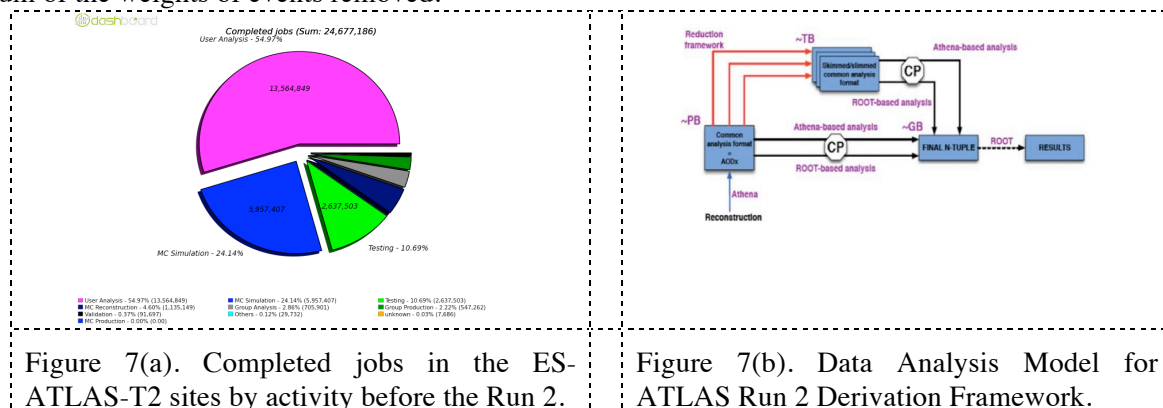 um of the weights of events removed.
dashboard
Completed jobs (Sum: 24,677,186)
User Analysis - 54.97%
13,564,849
5,957,407
2,637,503
MC Simulation - 24.14%
Testing - 10.69%
User Analysis - 54.97% (13,564,849)
MC Simulation - 24.14% (5,957,407)
Testing - 10.69% (2,637,503)
MC Reconstruction - 4.60% (1,135,149)
Group Analysis - 2.86% (705,901)
Group Production - 2.22% (547,262)
Validation - 0.37% (91,697)
Others - 0.12% (29,732)
unknown - 0.03% (7,686)
MC Production - 0.00% (0.00)
Reduction
framework
~TB
Skimmed/slimmed
common analysis
format
CP
Athena-based analysis
ROOT-based analysis
~PB
Common
analysis format
=
AODx
Athena-based analysis
CP
ROOT-based analysis
~GB
FINAL N-TUPLE
ROOT
RESULTS
Athena
Reconstruction
Figure 7(a). Completed jobs in the ES-
ATLAS-T2 sites by activity before the Run 2.
Figure 7(b). Data Analysis Model for
ATLAS Run 2 Derivation Framework.